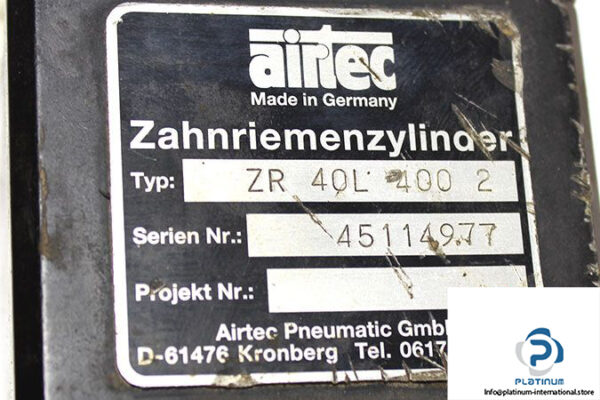 airtec
Made in Germany
Zahnriemenzylinder
Typ: ZR 40L 400 2
Serien Nr.: 45114977
Projekt Nr.:
Airtec Pneumatic GmbH
D-61476 Kronberg Tel. 0617
PLATINUM
Info@platinum-international.store